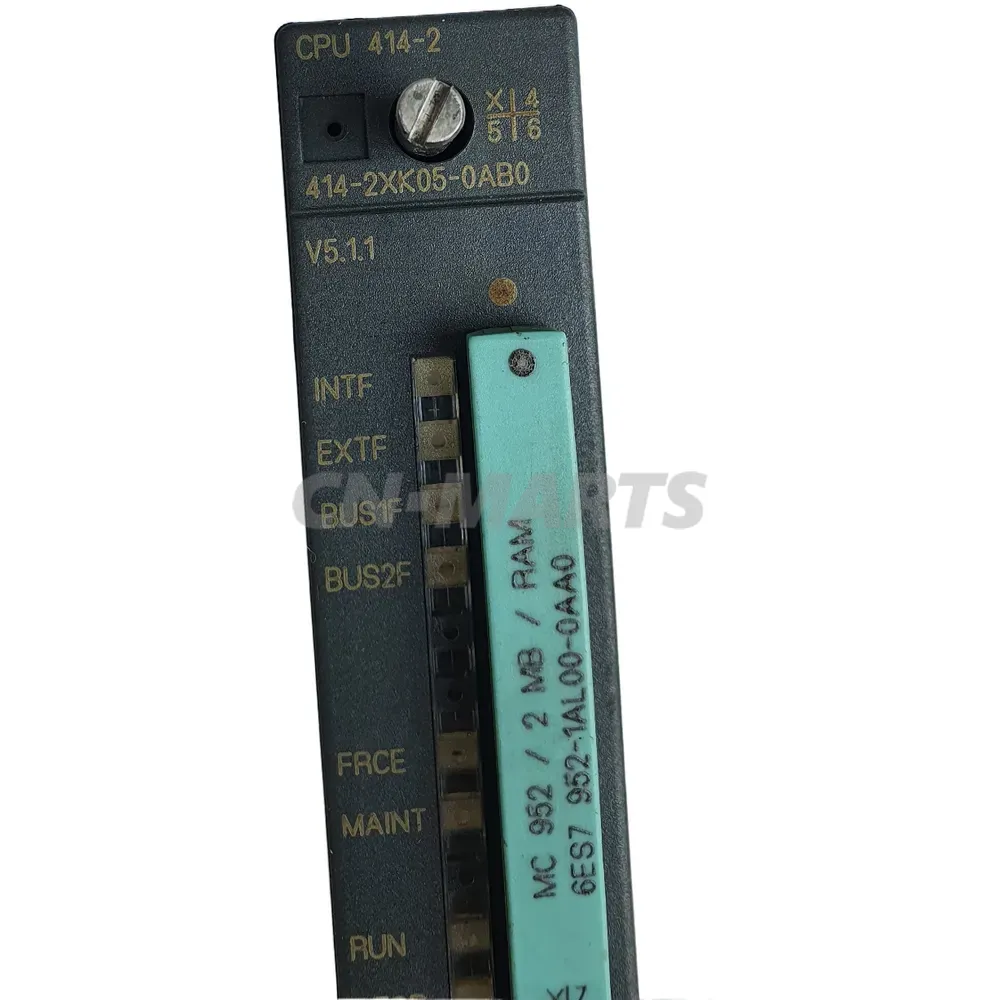 CPU 414-2
X 4
5 6
414-2XK05-0AB0
V5.1.1
INTF
EXTF
BUS1F
BUS2F
FRCE
MAINT
RUN
MC 952 / 2 MB / RAM
6ES7 952-1AL00-0AA0
CN-MARTS